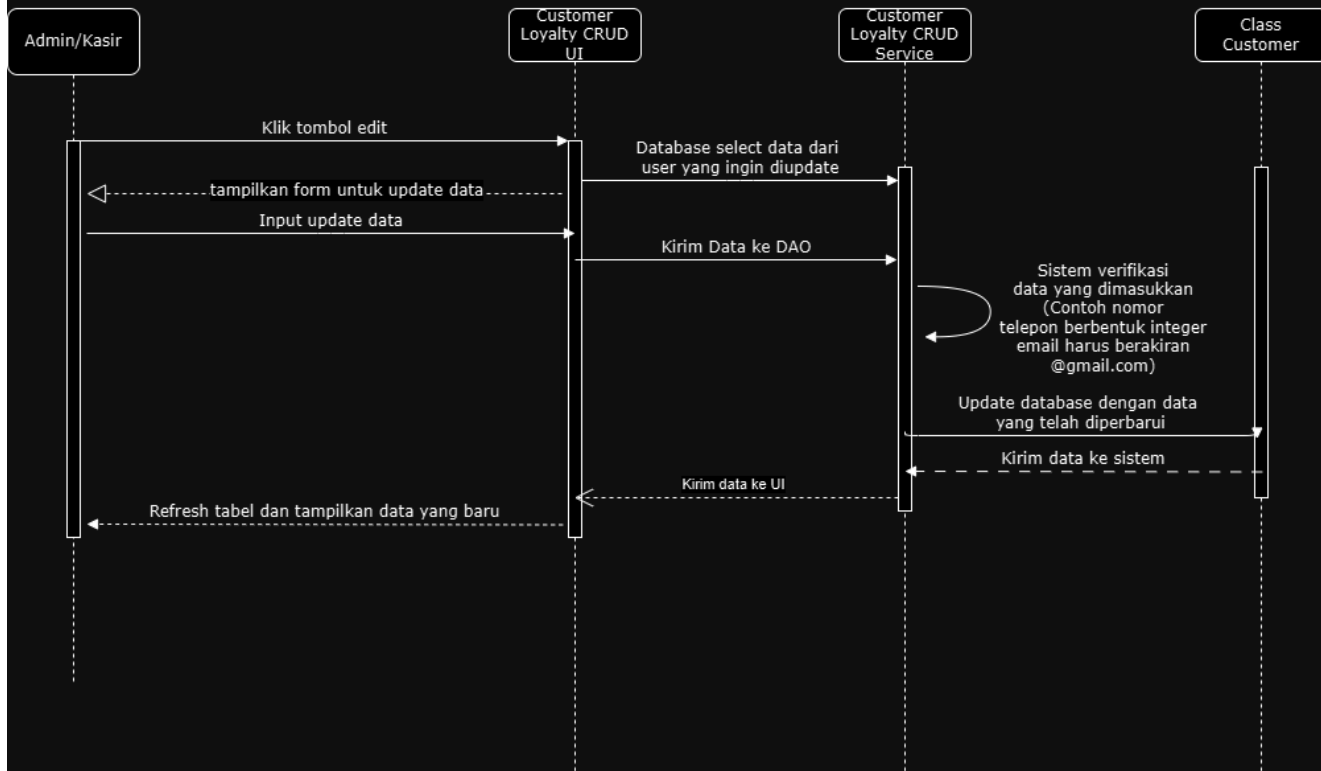 Admin/Kasir
Customer
Loyalty CRUD
UI
Customer
Loyalty CRUD
Service
Class
Customer
Klik tombol edit
Database select data dari
user yang ingin diupdate
tampilkan form untuk update data
Input update data
Kirim Data ke DAO
Sistem verifikasi
data yang dimasukkan
(Contoh nomor
telepon berbentuk integer
email harus berakiran
@gmail.com)
Update database dengan data
yang telah diperbarui
Kirim data ke sistem
Kirim data ke UI
Refresh tabel dan tampilkan data yang baru